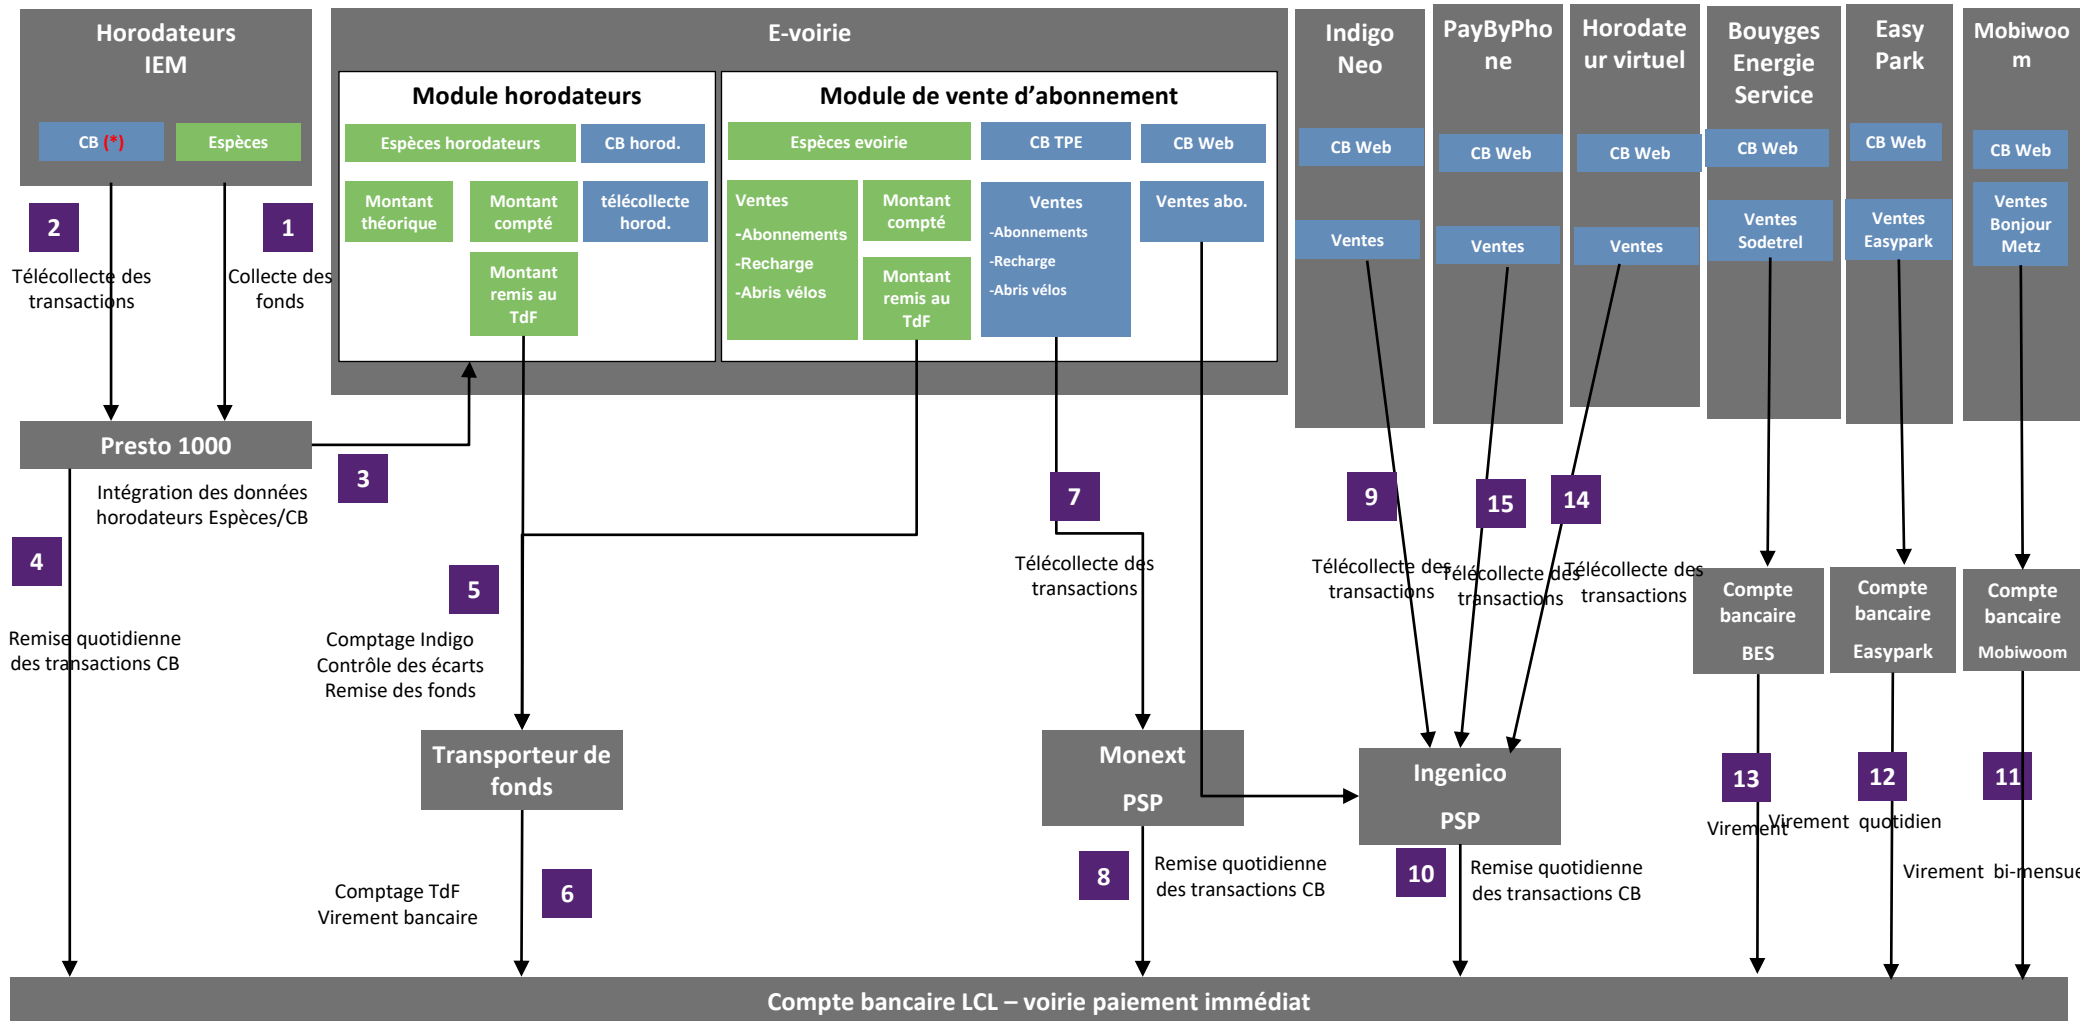 Horodateurs
IEM
CB (*)
Espèces
E-voirie
Module horodateurs
Espèces horodateurs
CB horod.
Montant
théorique
Montant
compté
télécollecte
horod.
Montant
remis au
TdF
Module de vente d’abonnement
Espèces evoirie
CB TPE
CB Web
Ventes
-Abonnements
-Recharge
-Abris vélos
Montant
compté
Montant
remis au
TdF
Ventes
-Abonnements
-Recharge
-Abris vélos
Ventes abo.
Indigo
Neo
CB Web
Ventes
PayByPho
ne
CB Web
Ventes
Horodate
ur virtuel
CB Web
Ventes
Bouyges
Energie
Service
CB Web
Ventes
Sodetrel
Easy
Park
CB Web
Ventes
Easypark
Mobiwoo
m
CB Web
Ventes
Bonjour
Metz
2
Télécollecte des
transactions
1
Collecte des
fonds
Presto 1000
3
Intégration des données
horodateurs Espèces/CB
4
Remise quotidienne
des transactions CB
5
Comptage Indigo
Contrôle des écarts
Remise des fonds
7
Télécollecte des
transactions
9
Télécollecte des
transactions
15
Télécollecte des
transactions
14
Télécollecte des
transactions
Compte
bancaire
BES
Compte
bancaire
Easypark
Compte
bancaire
Mobiwoom
Transporteur de
fonds
Monext
PSP
Ingenico
PSP
13
Virement
12
Virement quotidien
11
Virement bi-mensue
6
Comptage TdF
Virement bancaire
8
Remise quotidienne
des transactions CB
10
Remise quotidienne
des transactions CB
Compte bancaire LCL – voirie paiement immédiat